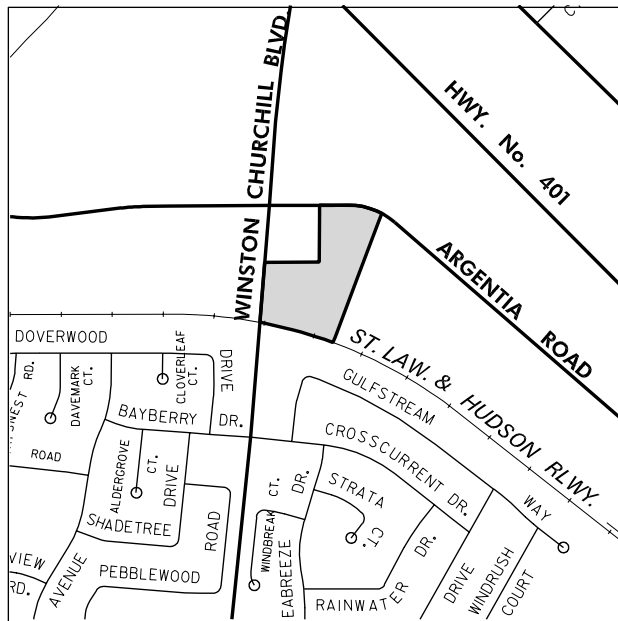 WINSTON CHURCHILL BLVD.
HWY. No. 401
ARGENTIA ROAD
ST. LAW. & HUDSON RLWY.
DOVERWOOD
DRIVE
CLOVERLEAF
CT.
RD.
DAVEMARK
CT.
GULFSTREAM
WAY
BAYBERRY DR.
CROSSCURRENT DR.
ROAD
ALDERGROVE
CT.
DRIVE
SHADETREE
ROAD
PEBBLEWOOD
AVENUE
VIEW
RD.
CT.
WINDBREAK
DR.
EABREEZE
STRATA
CT.
DR.
RAINWATER
DRIVE
WINDRUSH
COURT